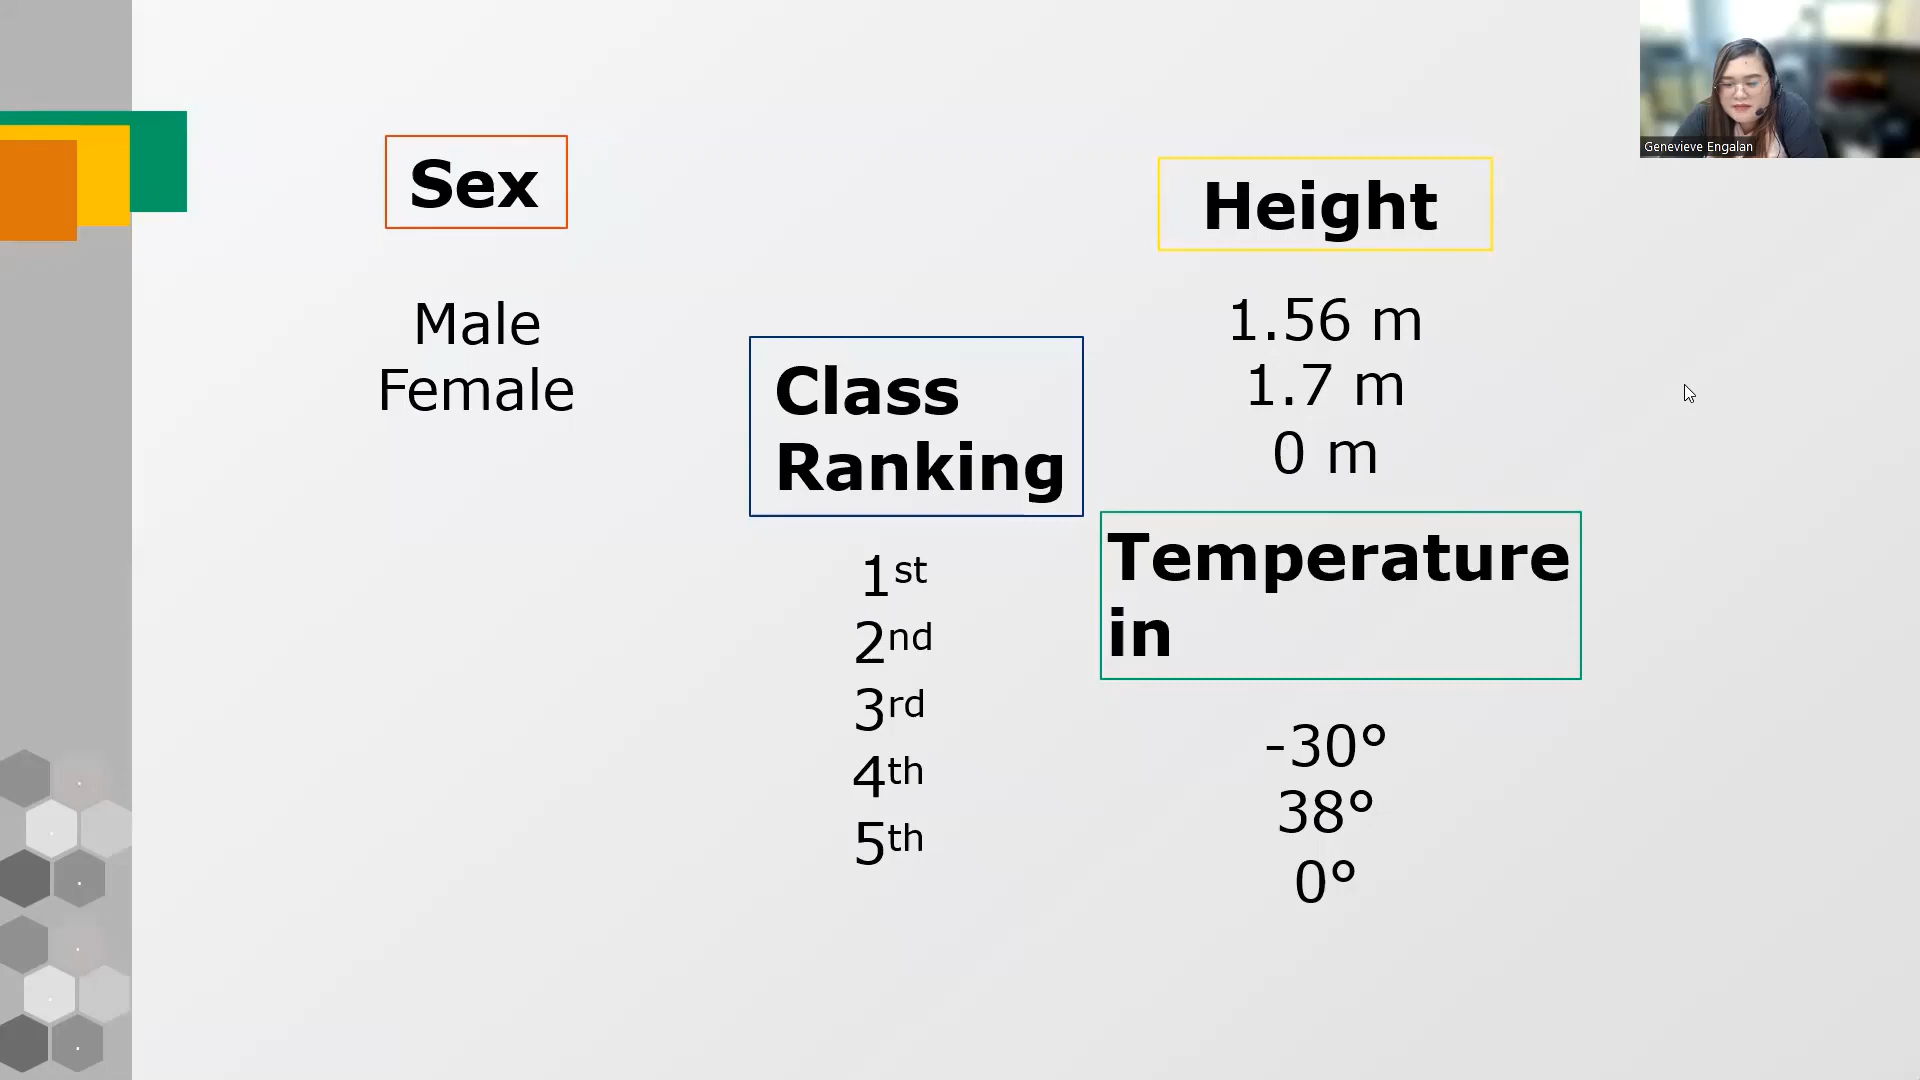 Sex
Male
Female
Class
Ranking
1st
2nd
3rd
4th
5th
Height
1.56 m
1.7 m
0 m
Temperature
in
-30°
38°
0°
Genevieve Engalan